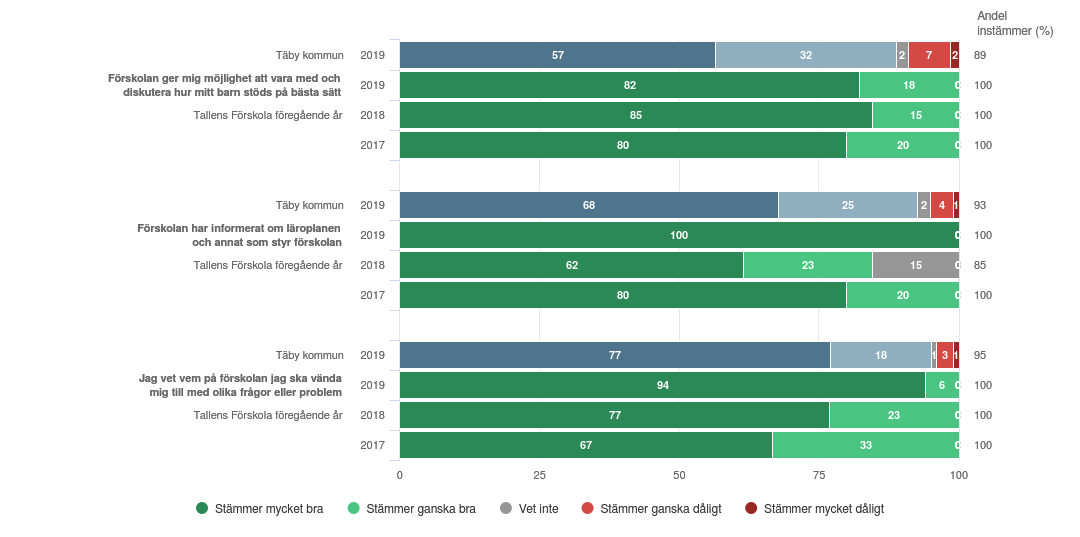 Andel
instämmer (%)
Täby kommun 2019 57 32 2 7 2 89
Förskolan ger mig möjlighet att vara med och
diskutera hur mitt barn stöds på bästa sätt
2019 82 18 0 100
Tallens Förskola föregående år 2018 85 15 0 100
2017 80 20 0 100
Täby kommun 2019 68 25 2 4 1 93
Förskolan har informerat om läroplanen
och annat som styr förskolan
2019 100 0 100
Tallens Förskola föregående år 2018 62 23 15 0 85
2017 80 20 0 100
Täby kommun 2019 77 18 1 3 1 95
Jag vet vem på förskolan jag ska vända
mig till med olika frågor eller problem
2019 94 6 0 100
Tallens Förskola föregående år 2018 77 23 0 100
2017 67 33 0 100
0 25 50 75 100
Stämmer mycket bra Stämmer ganska bra Vet inte Stämmer ganska dåligt Stämmer mycket dåligt